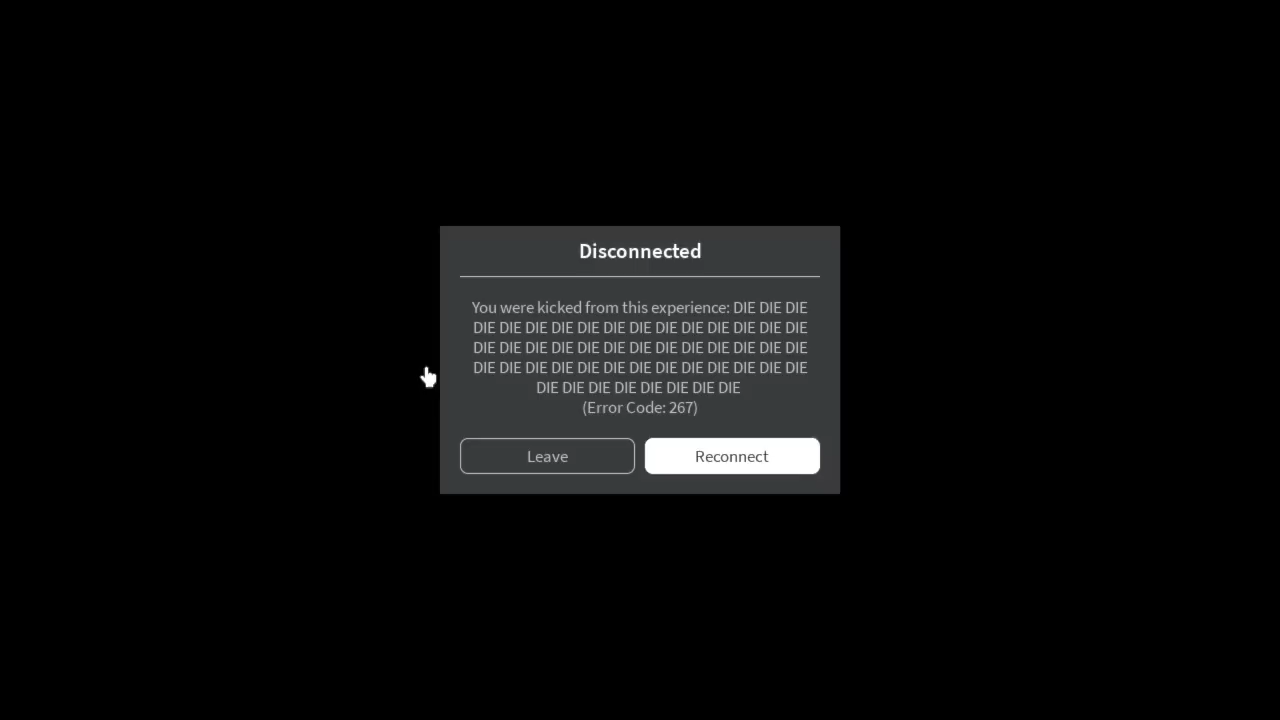 Disconnected
You were kicked from this experience: DIE DIE DIE
DIE DIE DIE DIE DIE DIE DIE DIE DIE DIE DIE DIE DIE
DIE DIE DIE DIE DIE DIE DIE DIE DIE DIE DIE DIE DIE
DIE DIE DIE DIE DIE DIE DIE DIE DIE DIE DIE DIE DIE
DIE DIE DIE DIE DIE DIE DIE DIE
(Error Code: 267)
Leave
Reconnect